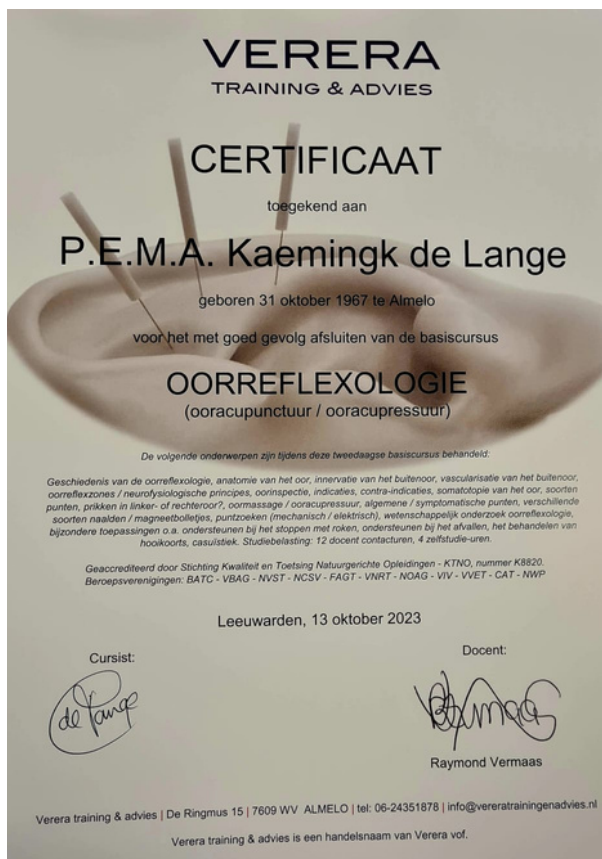 VERERA
TRAINING & ADVIES
CERTIFICAAT
toegekend aan
P.E.M.A. Kaemingk de Lange
geboren 31 oktober 1967 te Almelo
voor het met goed gevolg afsluiten van de basiscursus
OORREFLEXOLOGIE
(ooracupunctuur / ooracupressuur)
De volgende onderwerpen zijn tijdens deze tweedaagse basiscursus behandeld:
Geschiedenis van de oorreflexologie, anatomie van het oor, innervatie van het buitenoor, vascularisatie van het buitenoor,
oorreflexzones / neurofysiologische principes, oorinspectie, indicaties, contra-indicaties, somatotopie van het oor, soorten
punten, prikken in linker- of rechteroor?, oormassage / ooracupressuur, algemene / symptomatische punten, verschillende
soorten naalden / magneetbolletjes, puntzoeken (mechanisch / elektrisch), wetenschappelijk onderzoek oorreflexologie,
bijzondere toepassingen o.a. ondersteunen bij het stoppen met roken, ondersteunen bij het afvallen, het behandelen van
hooikoorts, casuïstiek. Studiebelasting: 12 docent contacturen, 4 zelfstudie-uren.
Geaccrediteerd door Stichting Kwaliteit en Toetsing Natuurgerichte Opleidingen - KTNO, nummer K8820.
Beroepsverenigingen: BATC - VBAG - NVST - NCSV - FAGT - VNRT - NOAG - VIV - VVET - CAT - NWP
Leeuwarden, 13 oktober 2023
Cursist:
Docent:
de Lange
Raymond Vermaas
Verera training & advies | De Ringmus 15 | 7609 WV ALMELO | tel: 06-24351878 | info@vereratrainingenadvies.nl
Verera training & advies is een handelsnaam van Verera vof.